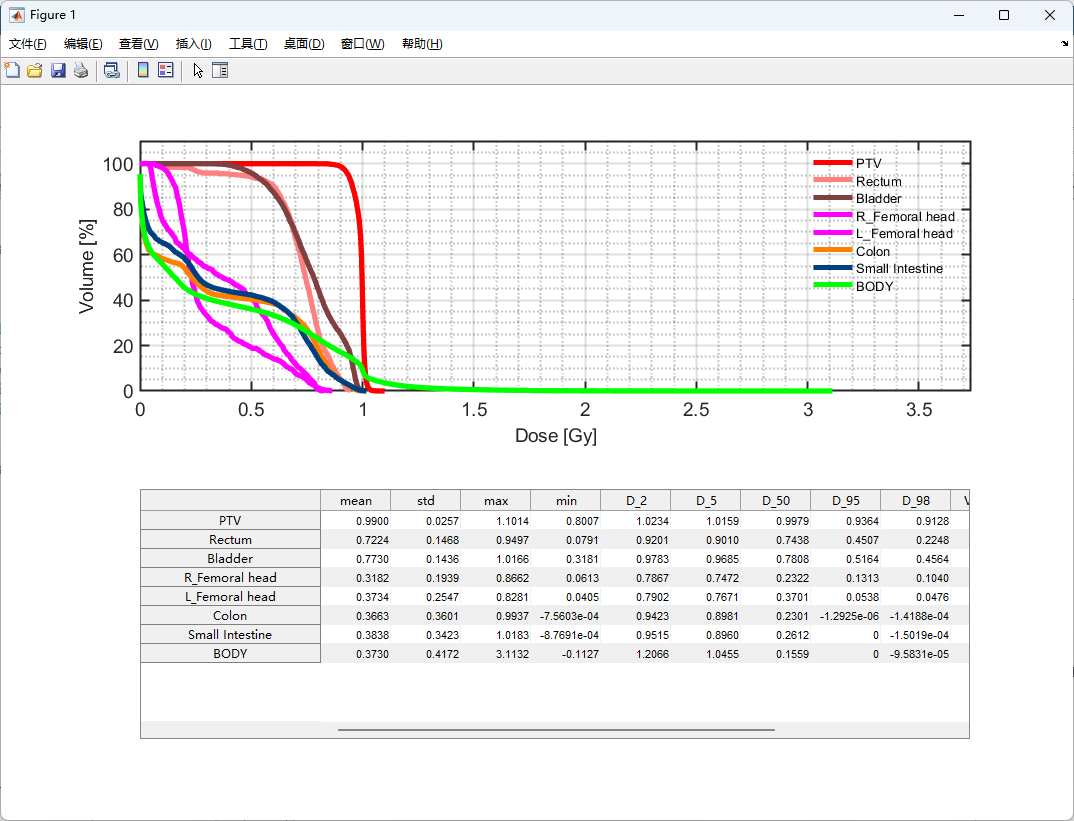 Figure 1
文件(F) 编辑(E) 查看(V) 插入(I) 工具(T) 桌面(D) 窗口(W) 帮助(H)
100
80
60
40
20
0
Volume [%]
0 0.5 1 1.5 2 2.5 3 3.5
Dose [Gy]
PTV
Rectum
Bladder
R_Femoral head
L_Femoral head
Colon
Small Intestine
BODY
mean std max min D_2 D_5 D_50 D_95 D_98
PTV 0.9900 0.0257 1.1014 0.8007 1.0234 1.0159 0.9979 0.9364 0.9128
Rectum 0.7224 0.1468 0.9497 0.0791 0.9201 0.9010 0.7438 0.4507 0.2248
Bladder 0.7730 0.1436 1.0166 0.3181 0.9783 0.9685 0.7808 0.5164 0.4564
R_Femoral head 0.3182 0.1939 0.8662 0.0613 0.7867 0.7472 0.2322 0.1313 0.1040
L_Femoral head 0.3734 0.2547 0.8281 0.0405 0.7902 0.7671 0.3701 0.0538 0.0476
Colon 0.3663 0.3601 0.9937 -7.5603e-04 0.9423 0.8981 0.2301 -1.2925e-06 -1.4188e-04
Small Intestine 0.3838 0.3423 1.0183 -8.7691e-04 0.9515 0.8960 0.2612 0 -1.5019e-04
BODY 0.3730 0.4172 3.1132 -0.1127 1.2066 1.0455 0.1559 0 -9.5831e-05